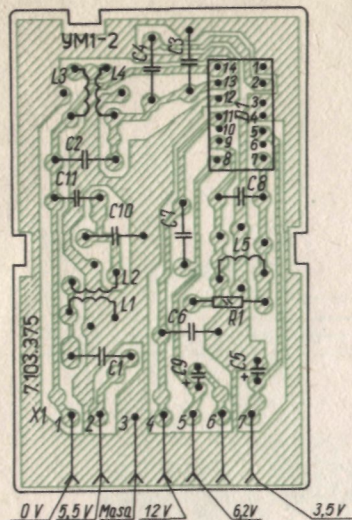 УМ1-2
C4
C3
L3
L4
14 1
13 2
12 3
D1
11 4
10 5
9 6
8 7
C2
C11
C8
C10
C7
L5
L2
L1
R1
C6
7.103.375
C1
C9
+
C5
+
X1
1 2 3 4 5 6 7
0 V 5,5 V Masa 12 V 6,2V 3,5 V